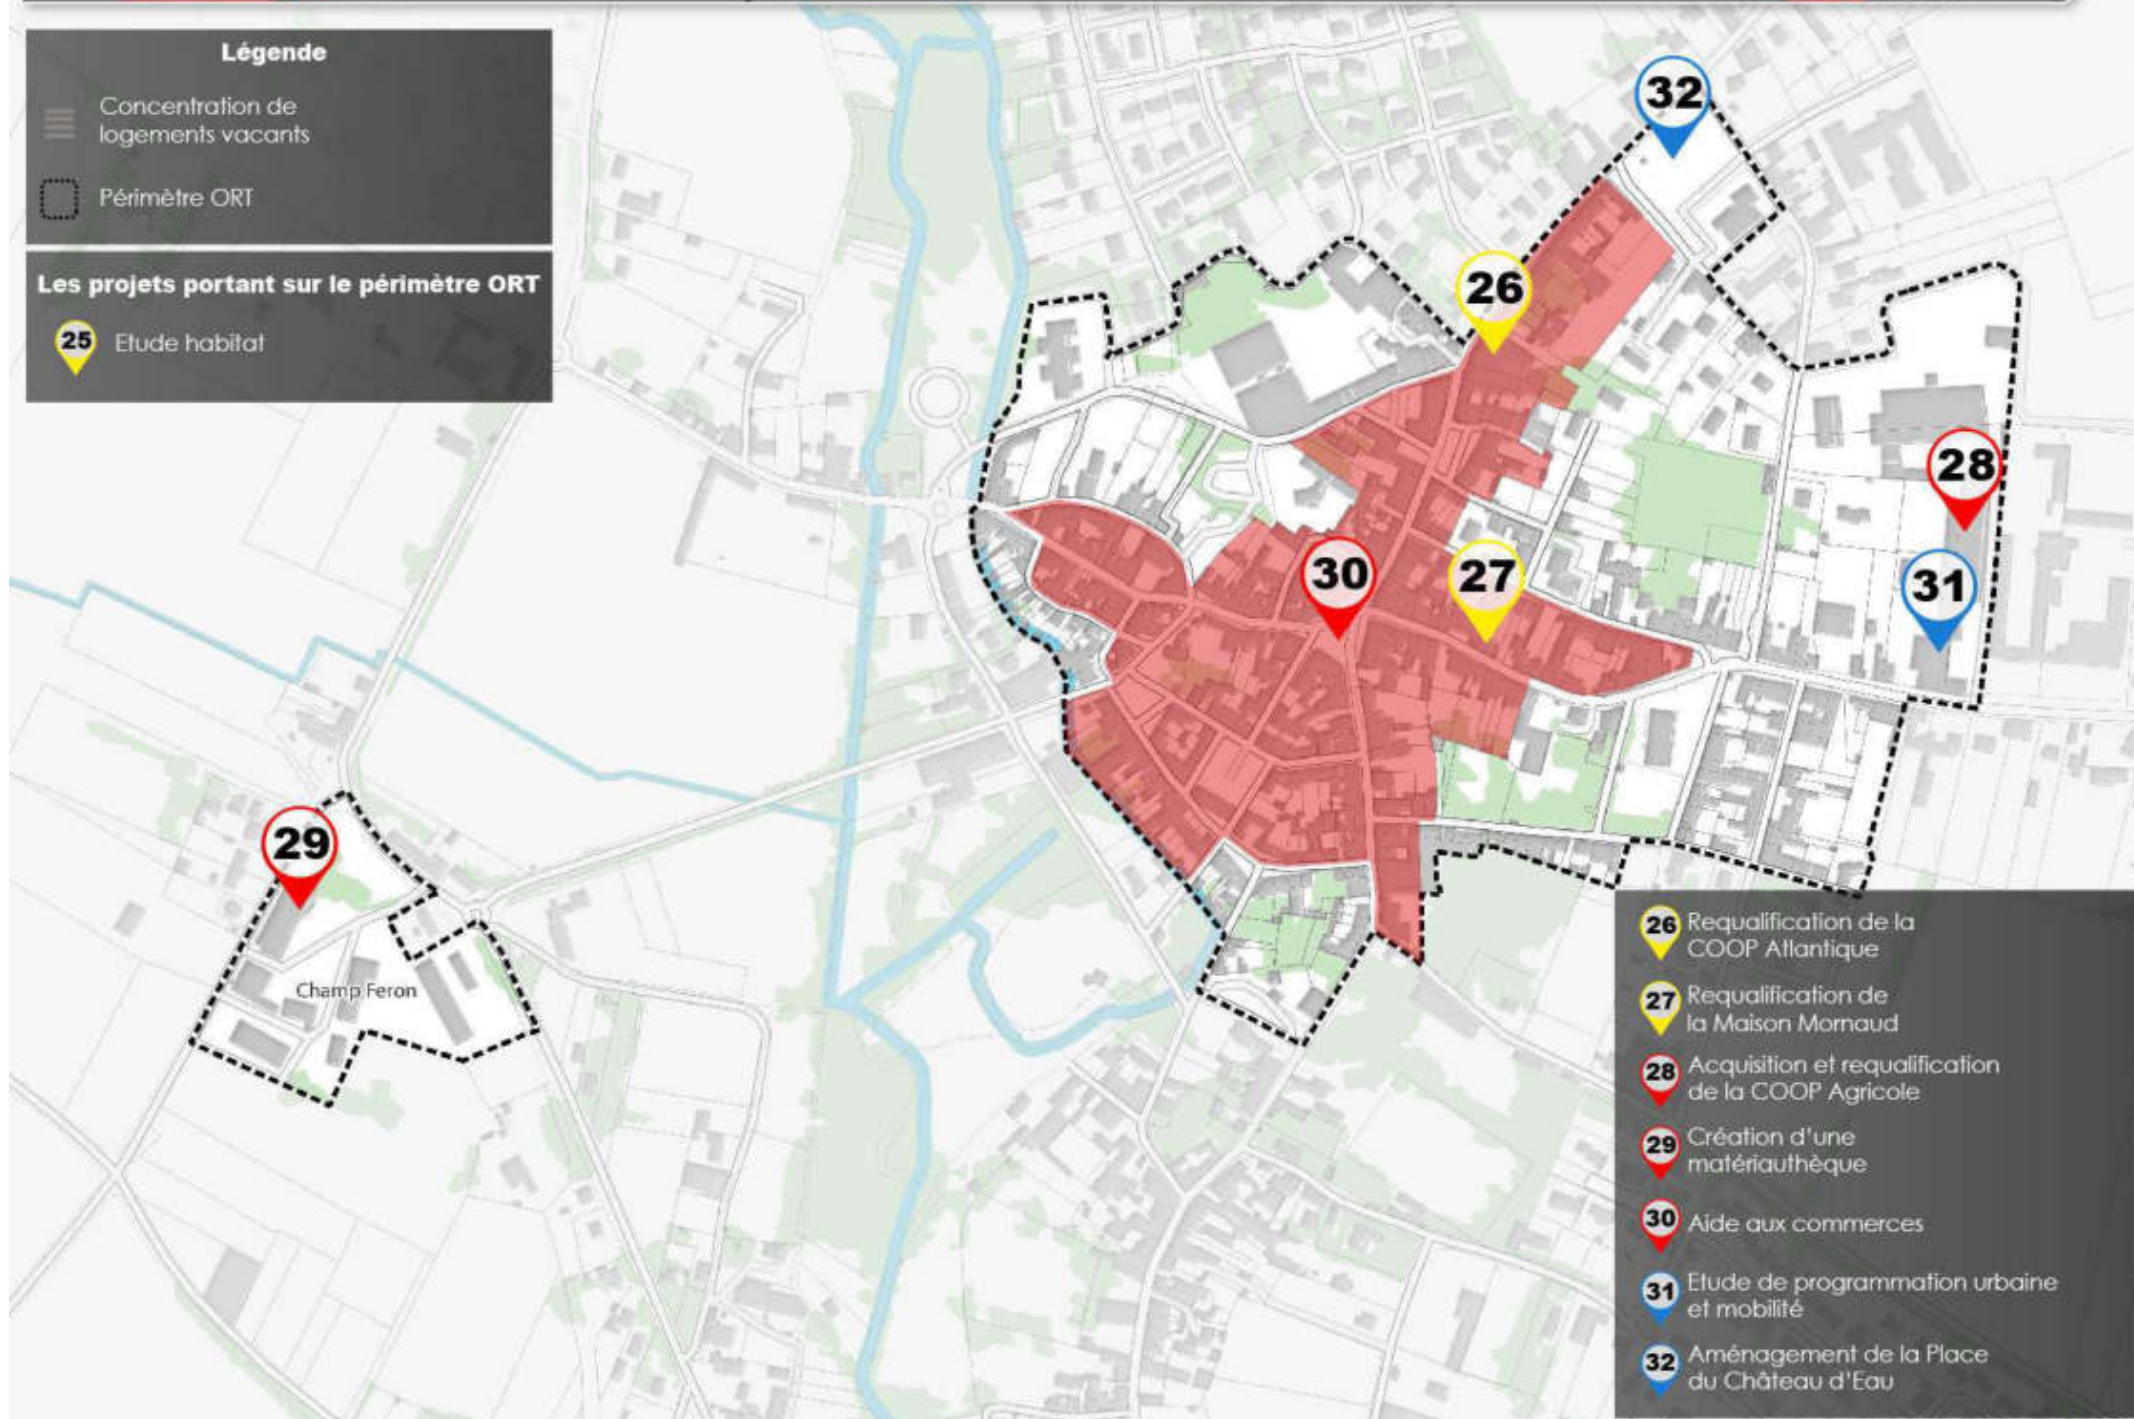 Légende
Concentration de
logements vacants
Périmètre ORT
Les projets portant sur le périmètre ORT
25 Etude habitat
32
26
28
30
27
31
29
Champ Feron
26 Requalification de la
COOP Atlantique
27 Requalification de
la Maison Mornaud
28 Acquisition et requalification
de la COOP Agricole
29 Création d'une
matériauthèque
30 Aide aux commerces
31 Etude de programmation urbaine
et mobilité
32 Aménagement de la Place
du Château d'Eau